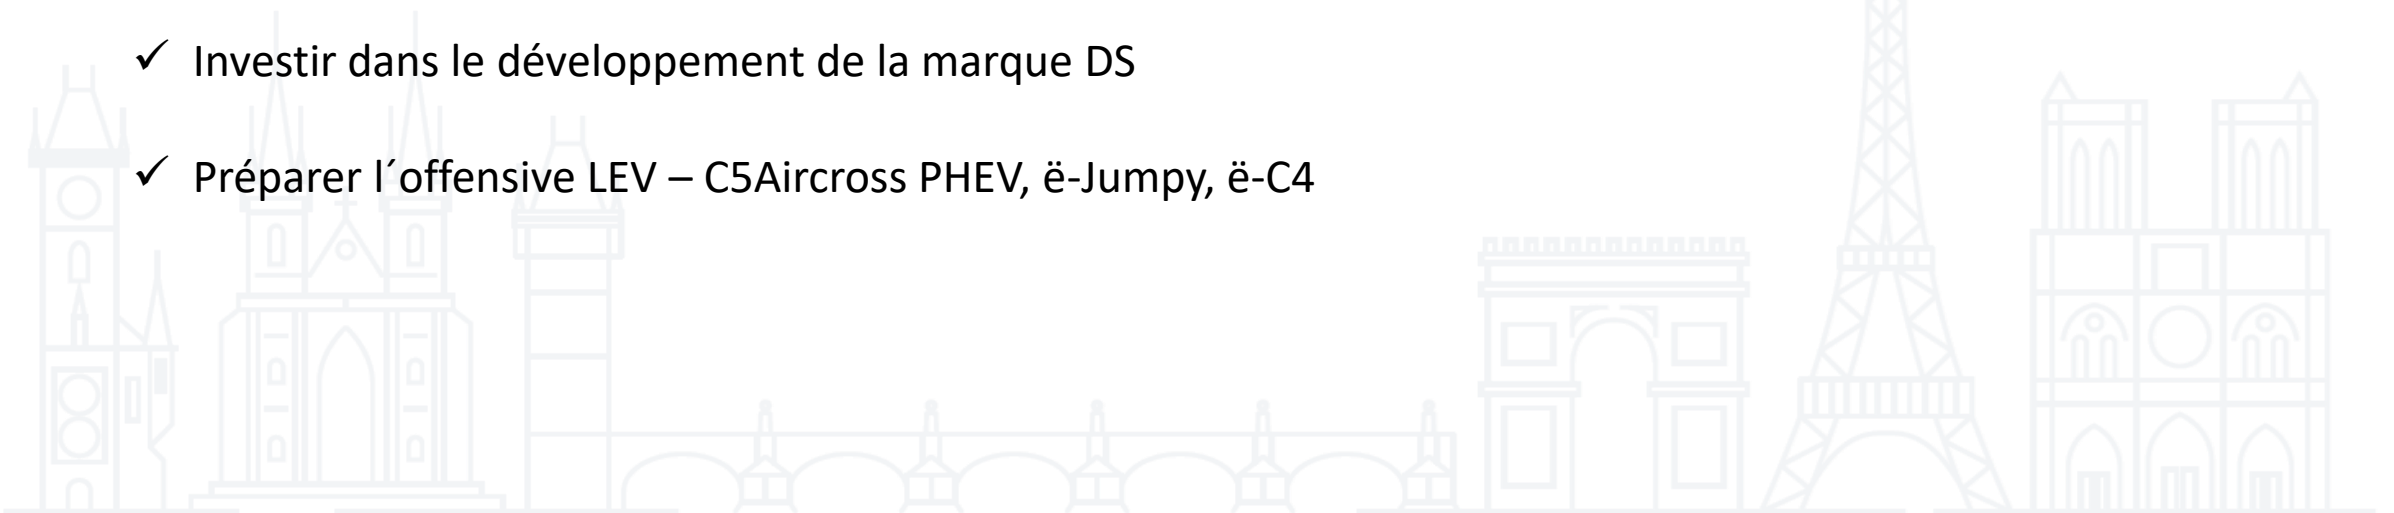 ✓ Investir dans le développement de la marque DS
✓ Préparer l´offensive LEV – C5Aircross PHEV, ë-Jumpy, ë-C4